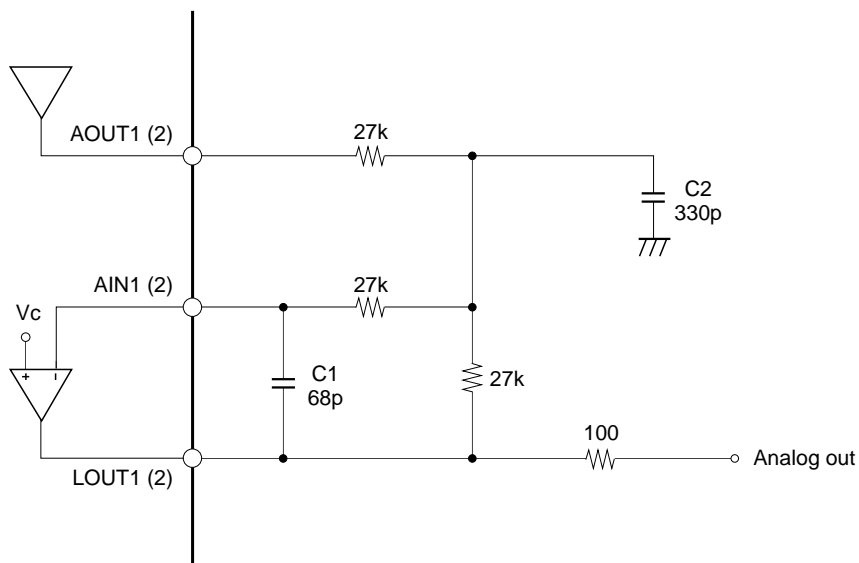 AOUT1 (2)
27k
C2
330p
AIN1 (2)
27k
Vc
+ –
C1
68p
27k
100
Analog out
LOUT1 (2)